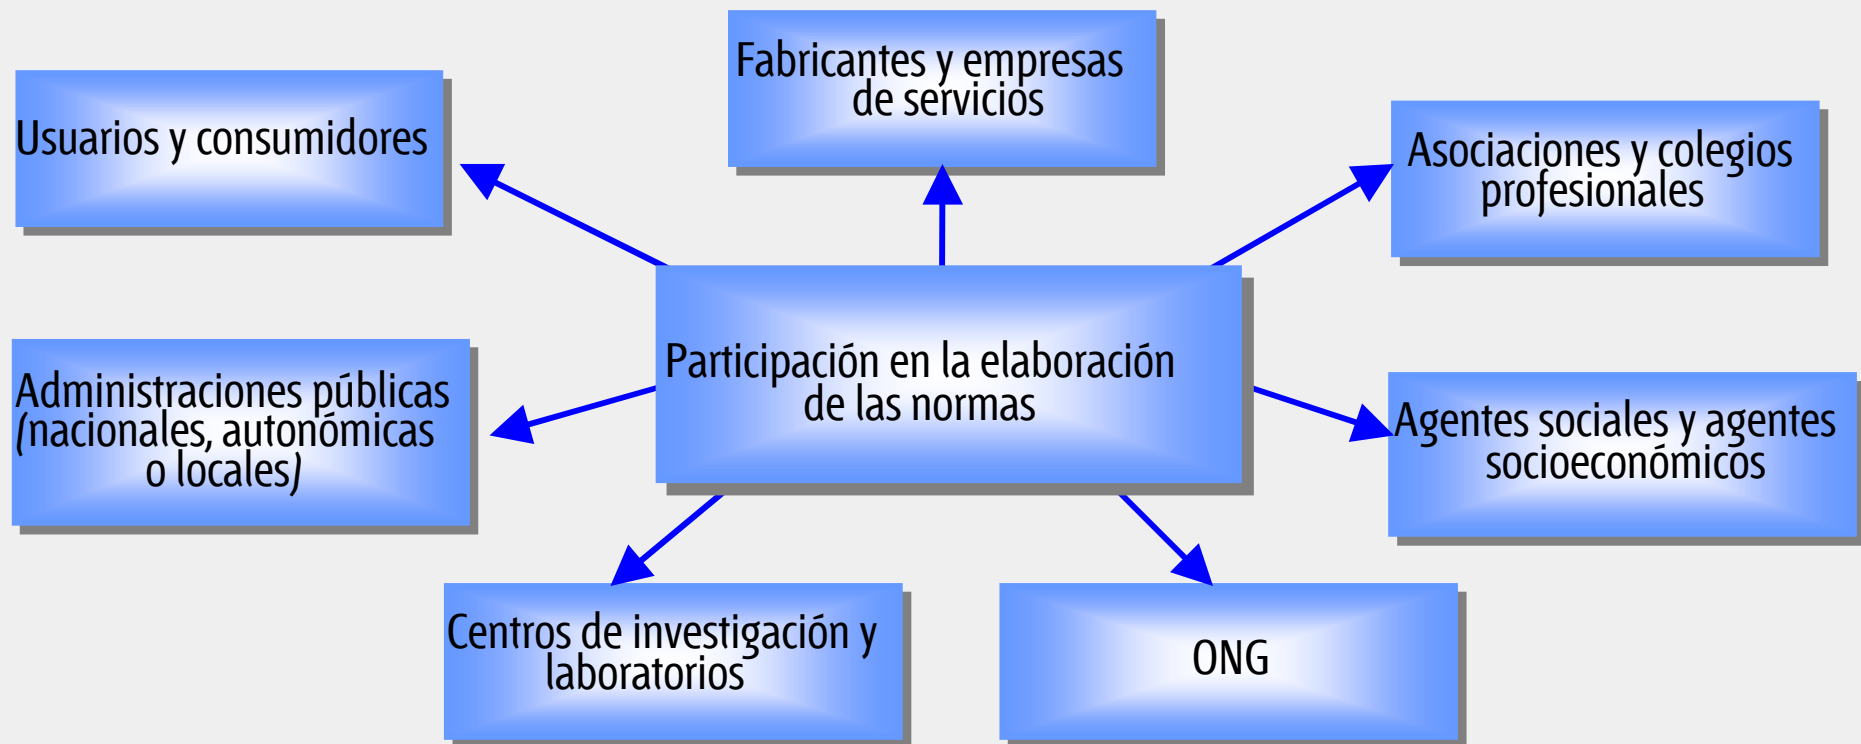 Fabricantes y empresas
de servicios
Usuarios y consumidores
Asociaciones y colegios
profesionales
Participación en la elaboración
de las normas
Administraciones públicas
(nacionales, autonómicas
o locales)
Agentes sociales y agentes
socioeconómicos
Centros de investigación y
laboratorios
ONG